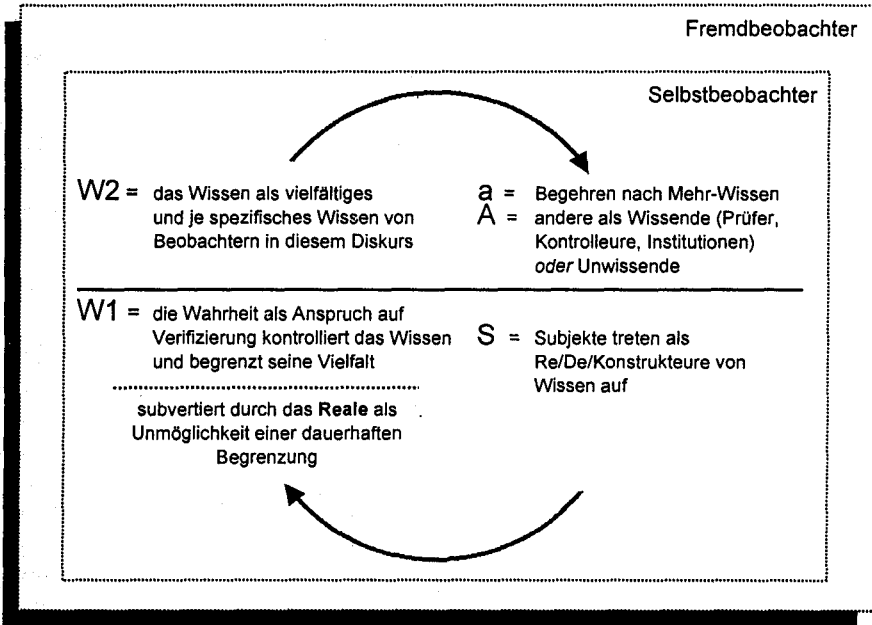 Fremdbeobachter
Selbstbeobachter
W2 = das Wissen als vielfältiges
und je spezifisches Wissen von
Beobachtern in diesem Diskurs
a = Begehren nach Mehr-Wissen
A = andere als Wissende (Prüfer,
Kontrolleure, Institutionen)
oder Unwissende
W1 = die Wahrheit als Anspruch auf
Verifizierung kontrolliert das Wissen
und begrenzt seine Vielfalt
subvertiert durch das Reale als
Unmöglichkeit einer dauerhaften
Begrenzung
S = Subjekte treten als
Re/De/Konstrukteure von
Wissen auf